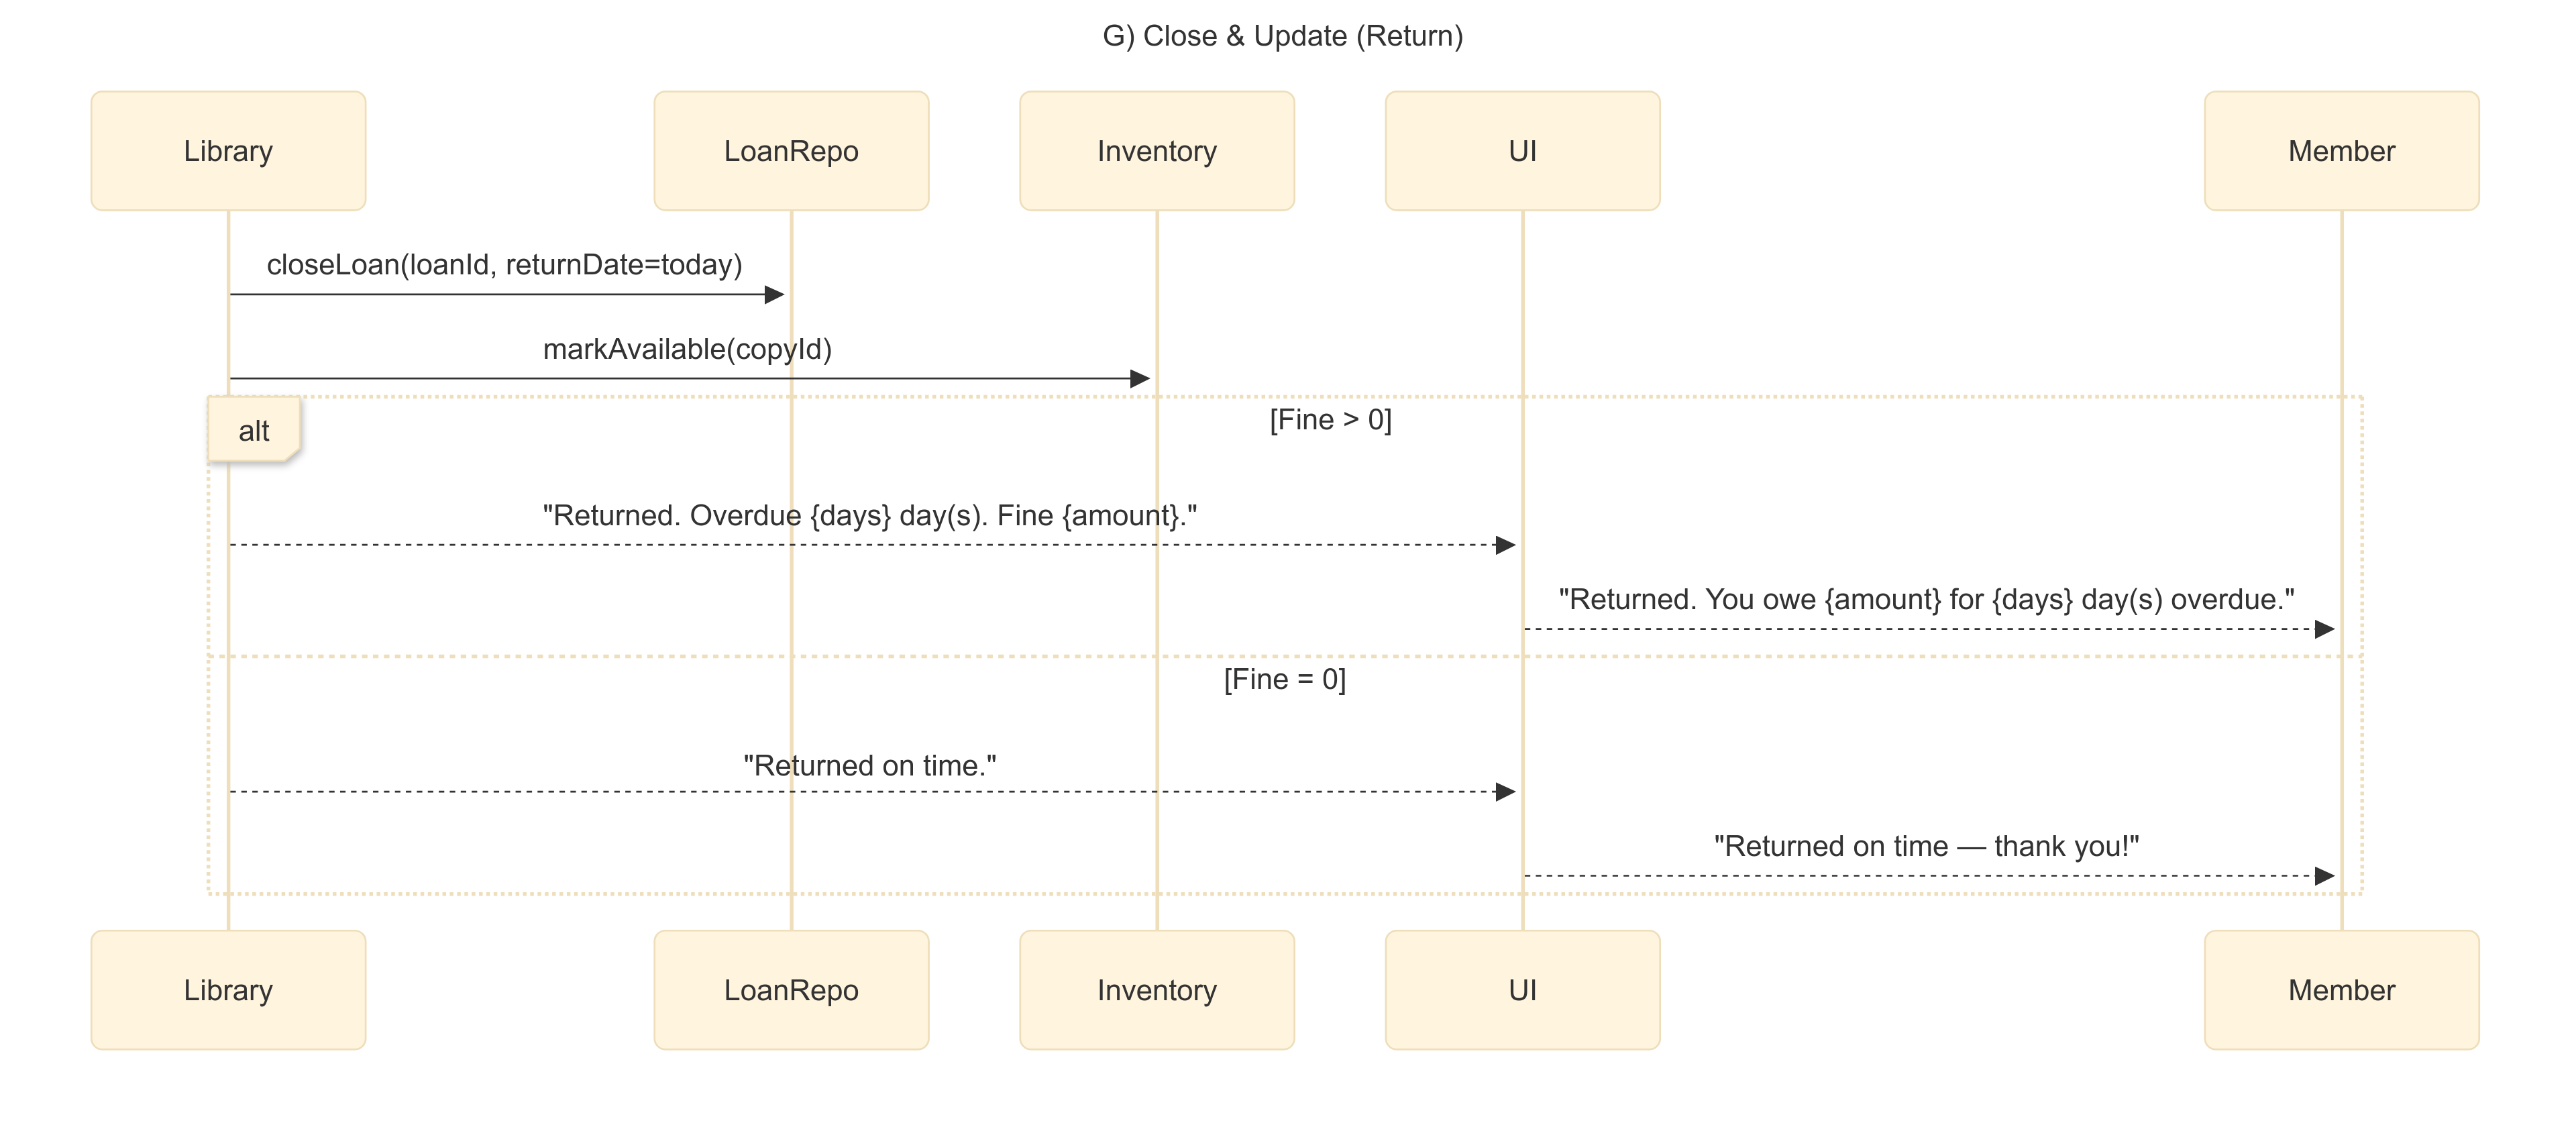 G) Close & Update (Return)
Library
LoanRepo
Inventory
UI
Member
closeLoan(loanId, returnDate=today)
markAvailable(copyId)
alt
[Fine > 0]
"Returned. Overdue {days} day(s). Fine {amount}."
"Returned. You owe {amount} for {days} day(s) overdue."
[Fine = 0]
"Returned on time."
"Returned on time — thank you!"
Library
LoanRepo
Inventory
UI
Member